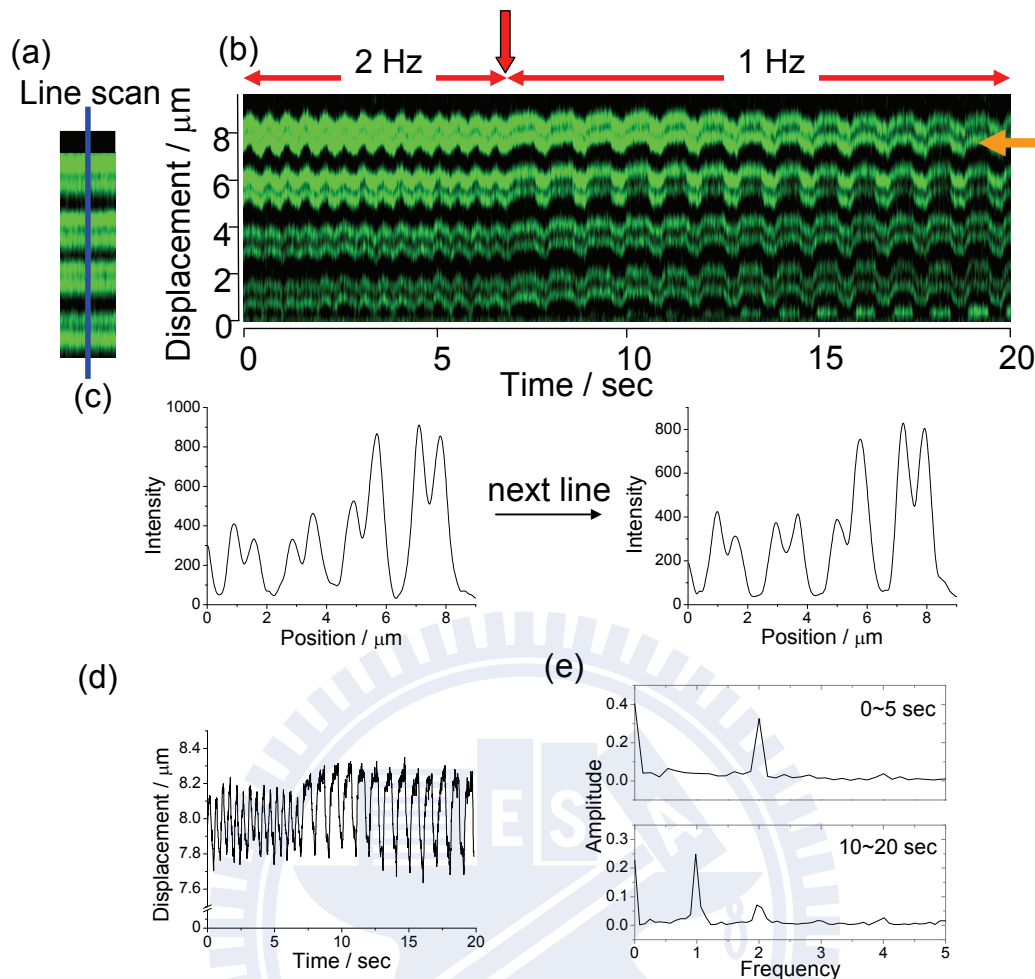 (a)
Line scan
(b)
2 Hz
1 Hz
Displacement / μm
8
6
4
2
0
0
5
10
15
20
Time / sec
(c)
1000
800
600
400
200
0
Intensity
0
2
4
6
8
Position / μm
next line
800
600
400
200
0
Intensity
0
2
4
6
8
Position / μm
(d)
8.4
8.2
8.0
7.8
7.6
0
Displacement / μm
0
5
10
15
20
Time / sec
(e)
0~5 sec
0.4
0.2
0.0
Amplitude
10~20 sec
0.3
0.2
0.1
0.0
0
1
2
3
4
5
Frequency
E S A
8